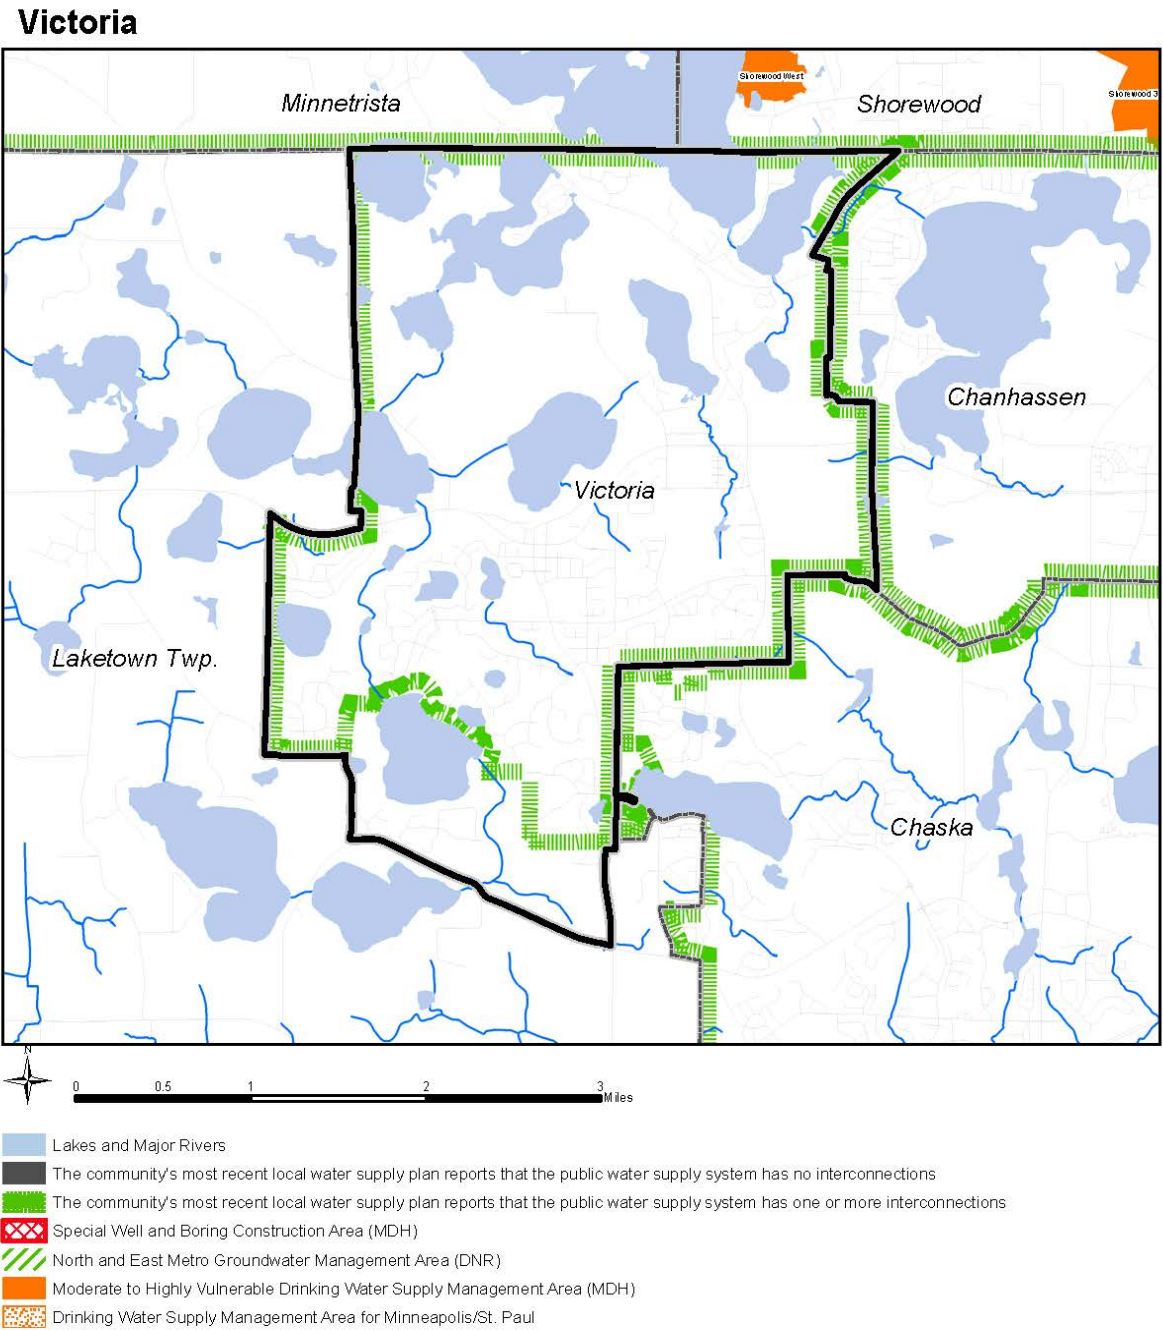 Victoria
Shorewood West
Shorewood 3
Minnetrista
Shorewood
Chanhassen
Victoria
Laketown Twp.
Chaska
N
0 0.5 1 2 3
Miles
Lakes and Major Rivers
The community's most recent local water supply plan reports that the public water supply system has no interconnections
The community's most recent local water supply plan reports that the public water supply system has one or more interconnections
Special Well and Boring Construction Area (MDH)
North and East Metro Groundwater Management Area (DNR)
Moderate to Highly Vulnerable Drinking Water Supply Management Area (MDH)
Drinking Water Supply Management Area for Minneapolis/St. Paul